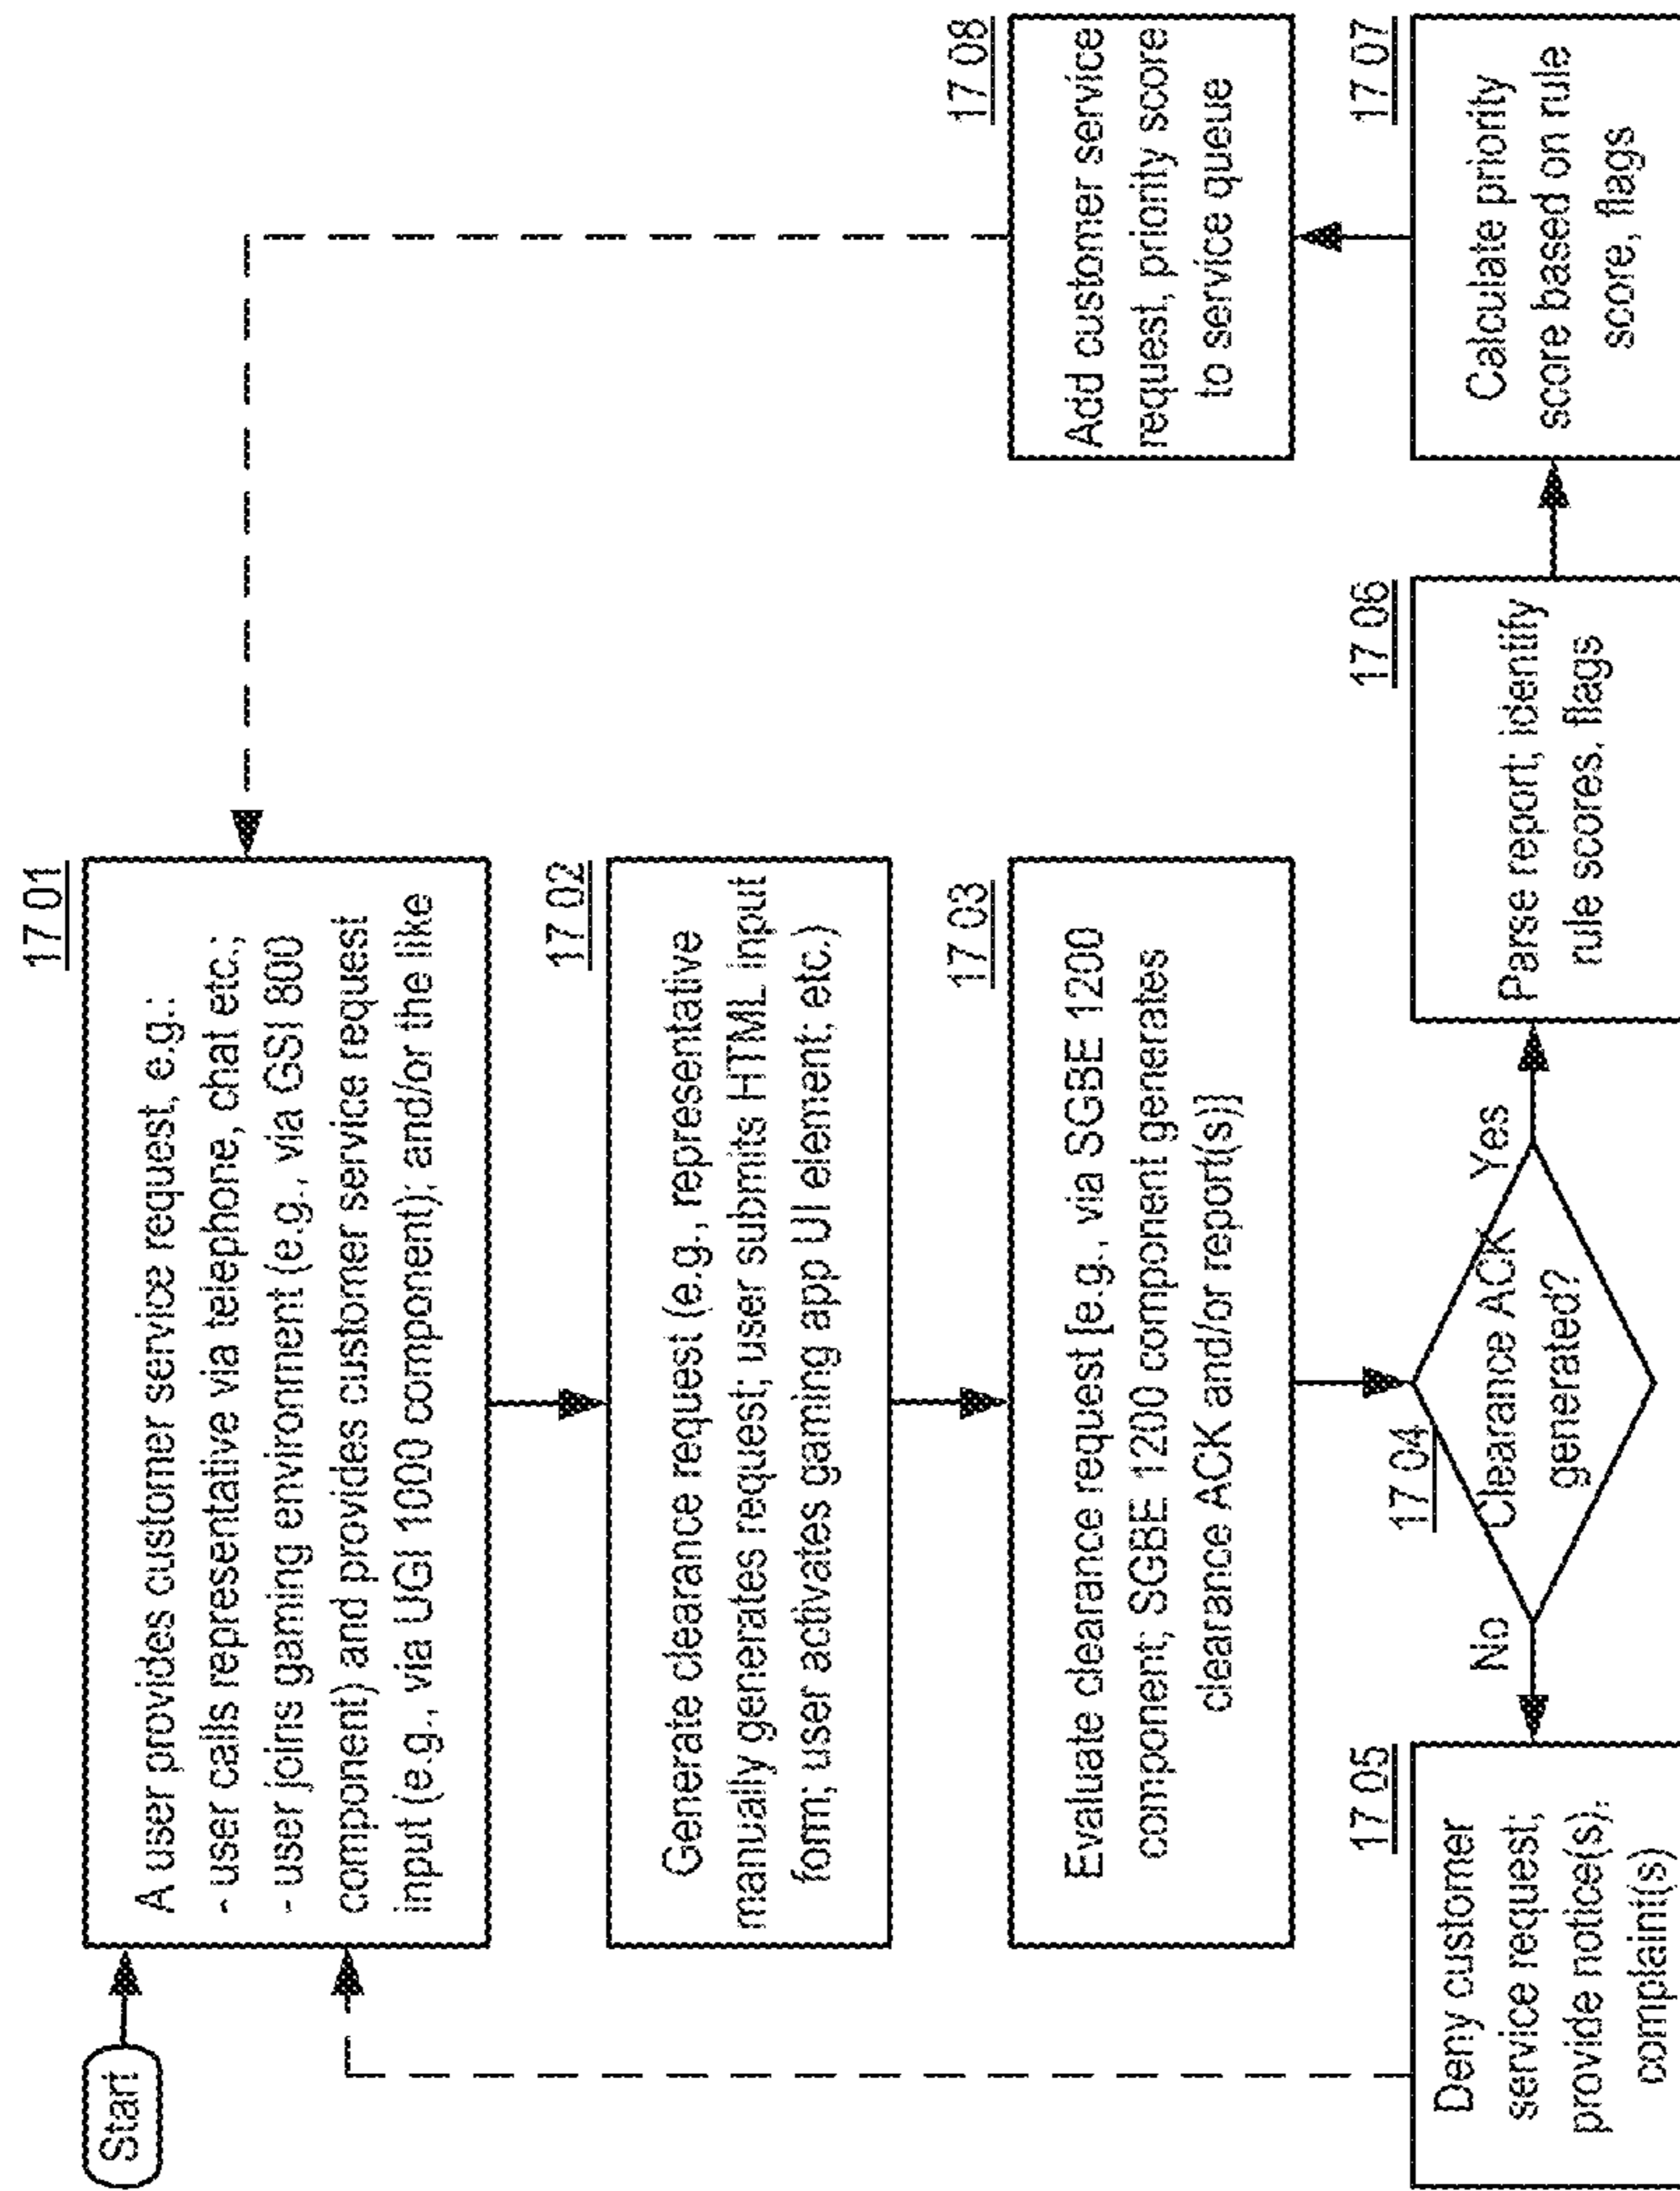 Start
17 01
A user provides customer service request, e.g.:
- user calls representative via telephone, chat etc.;
- user joins gaming environment (e.g., via GSI 800
component) and provides customer service request
input (e.g., via UGI 1000 component); and/or the like
17 02
Generate clearance request (e.g., representative
manually generates request; user submits HTML input
form; user activates gaming app UI element; etc.)
17 03
Evaluate clearance request [e.g., via SGBE 1200
component; SGBE 1200 component generates
clearance ACK and/or report(s)]
17 04
Clearance ACK
generated?
No
Yes
17 05
Deny customer
service request;
provide notice(s),
complaint(s)
17 06
Parse report; identify
rule scores, flags
17 07
Calculate priority
score based on rule
score, flags
17 08
Add customer service
request, priority score
to service queue